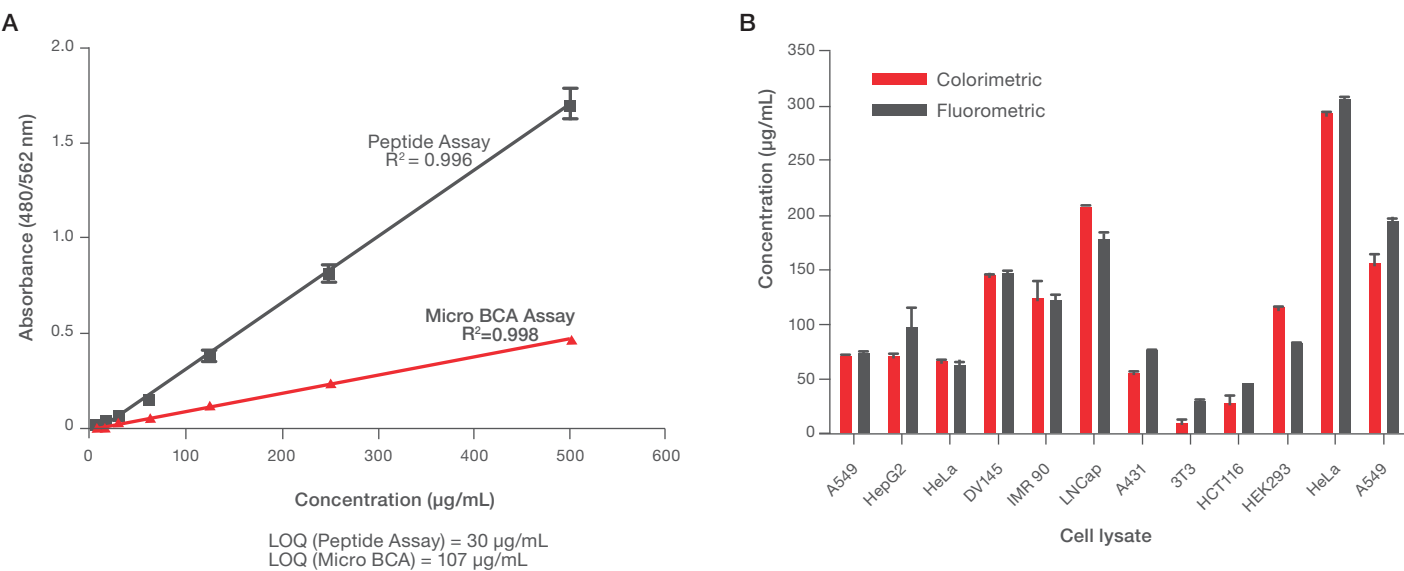 A
2.0
1.5
1.0
0.5
0
Absorbance (480/562 nm)
Peptide Assay
R² = 0.996
Micro BCA Assay
R²=0.998
0 100 200 300 400 500 600
Concentration (µg/mL)
LOQ (Peptide Assay) = 30 µg/mL
LOQ (Micro BCA) = 107 µg/mL
B
350
300
250
200
150
100
50
0
Concentration (µg/mL)
Colorimetric
Fluorometric
A549 HepG2 HeLa DV145 IMR 90 LNCap A431 3T3 HCT116 HEK293 HeLa A549
Cell lysate